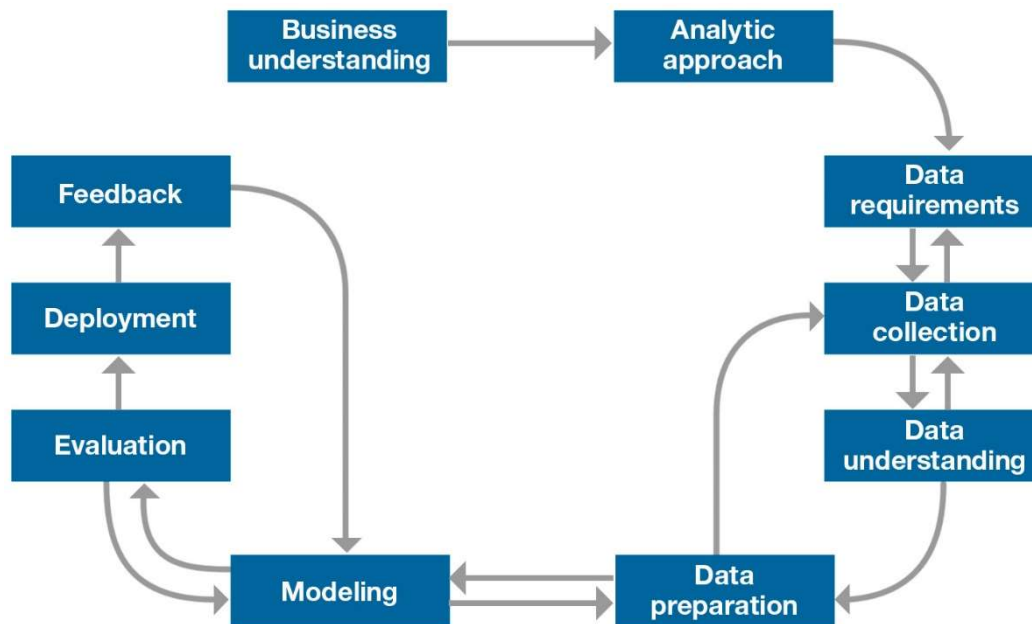 Business
understanding
Analytic
approach
Feedback
Data
requirements
Deployment
Data
collection
Evaluation
Data
understanding
Modeling
Data
preparation